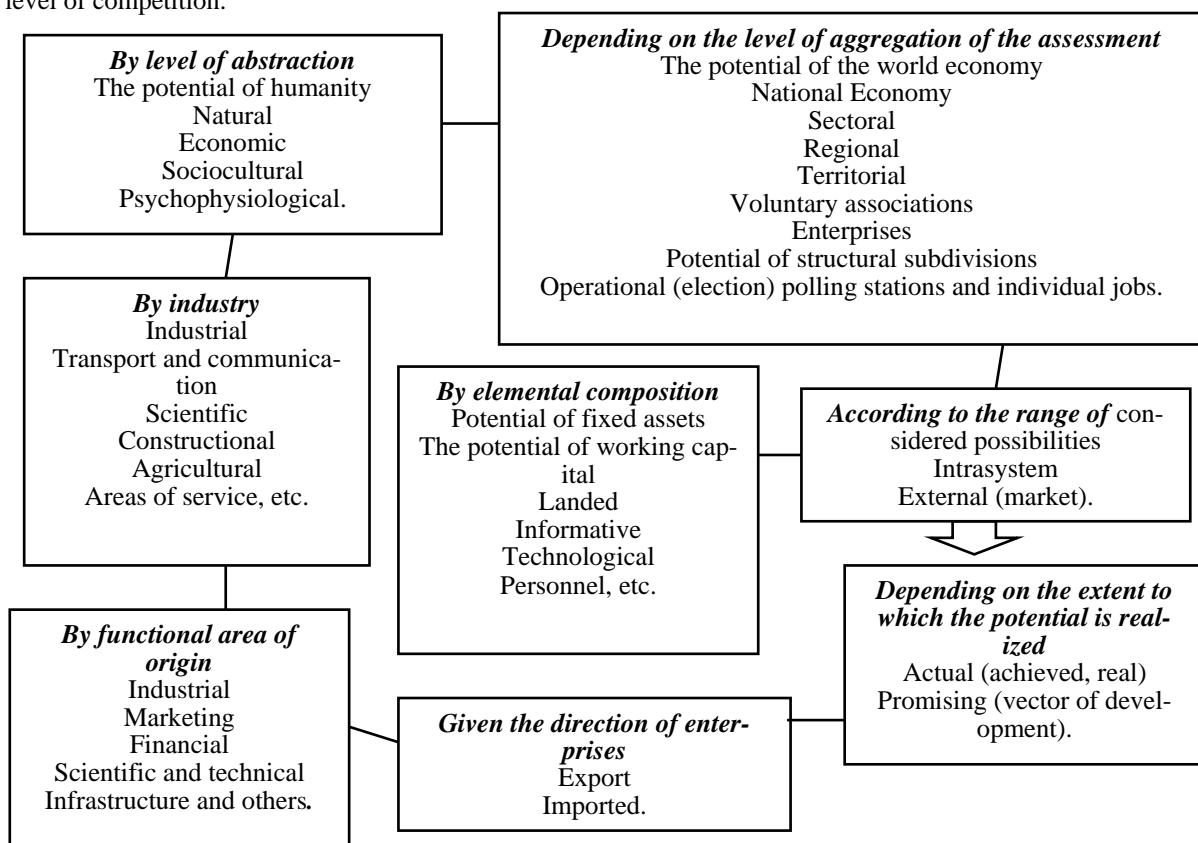 level of competition.
By level of abstraction
The potential of humanity
Natural
Economic
Sociocultural
Psychophysiological.
Depending on the level of aggregation of the assessment
The potential of the world economy
National Economy
Sectoral
Regional
Territorial
Voluntary associations
Enterprises
Potential of structural subdivisions
Operational (election) polling stations and individual jobs.
By industry
Industrial
Transport and communica-
tion
Scientific
Constructional
Agricultural
Areas of service, etc.
By elemental composition
Potential of fixed assets
The potential of working cap-
ital
Landed
Informative
Technological
Personnel, etc.
According to the range of con-
sidered possibilities
Intrasystem
External (market).
By functional area of
origin
Industrial
Marketing
Financial
Scientific and technical
Infrastructure and others.
Given the direction of enter-
prises
Export
Imported.
Depending on the extent to
which the potential is real-
ized
Actual (achieved, real)
Promising (vector of devel-
opment).